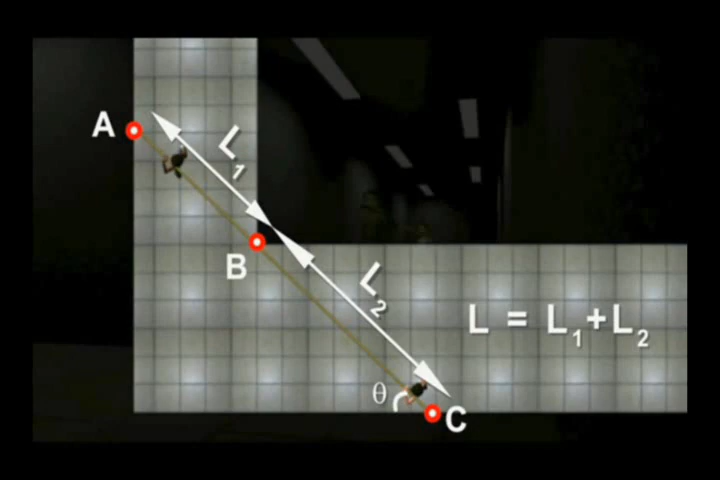 A
L₁
B
L₂
L = L₁+L₂
θ
C